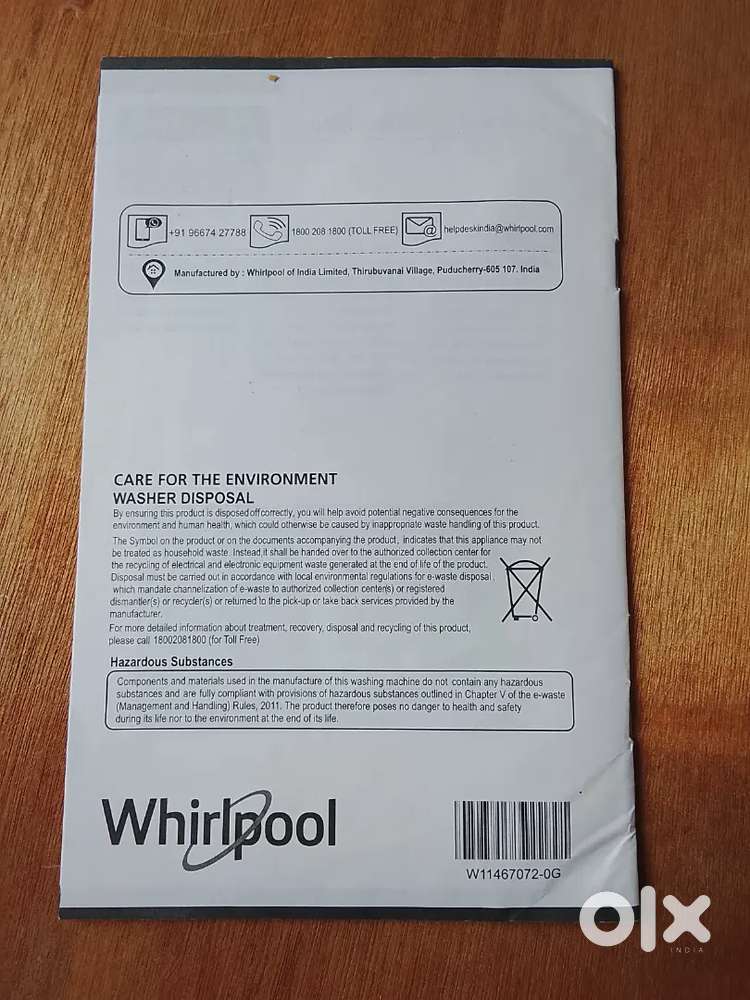 +91 96674 27788 1800 208 1800 (TOLL FREE) helpdeskindia@whirlpool.com
Manufactured by : Whirlpool of India Limited, Thirubuvanai Village, Puducherry-605 107. India
CARE FOR THE ENVIRONMENT
WASHER DISPOSAL
By ensuring this product is disposed off correctly, you will help avoid potential negative consequences for the
environment and human health, which could otherwise be caused by inappropriate waste handling of this product.
The Symbol on the product or on the documents accompanying the product, indicates that this appliance may not
be treated as household waste. Instead,it shall be handed over to the authorized collection center for
the recycling of electrical and electronic equipment waste generated at the end of life of the product.
Disposal must be carried out in accordance with local environmental regulations for e-waste disposal,
which mandate channelization of e-waste to authorized collection center(s) or registered
dismantler(s) or recycler(s) or returned to the pick-up or take back services provided by the
manufacturer.
For more detailed information about treatment, recovery, disposal and recycling of this product,
please call 18002081800 (for Toll Free)
Hazardous Substances
Components and materials used in the manufacture of this washing machine do not contain any hazardous
substances and are fully compliant with provisions of hazardous substances outlined in Chapter V of the e-waste
(Management and Handling) Rules, 2011. The product therefore poses no danger to health and safety
during its life nor to the environment at the end of its life.
Whirlpool
W11467072-0G
olx
INDIA